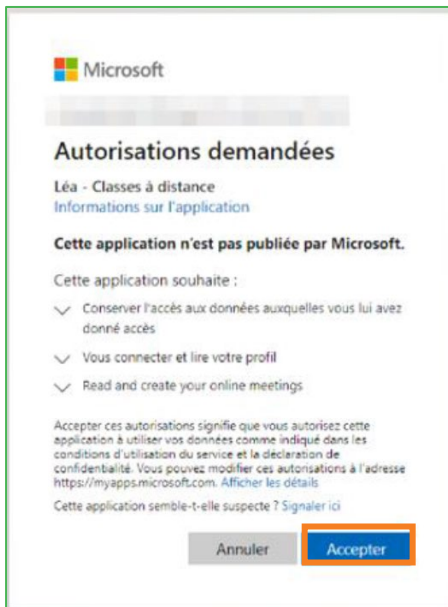 Microsoft
Autorisations demandées
Léa - Classes à distance
Informations sur l'application
Cette application n'est pas publiée par Microsoft.
Cette application souhaite :
Conserver l'accès aux données auxquelles vous lui avez
donné accès
Vous connecter et lire votre profil
Read and create your online meetings
Accepter ces autorisations signifie que vous autorisez cette
application à utiliser vos données comme indiqué dans les
conditions d'utilisation du service et la déclaration de
confidentialité. Vous pouvez modifier ces autorisations à l'adresse
https://myapps.microsoft.com. Afficher les détails
Cette application semble-t-elle suspecte ? Signaler ici
Annuler Accepter